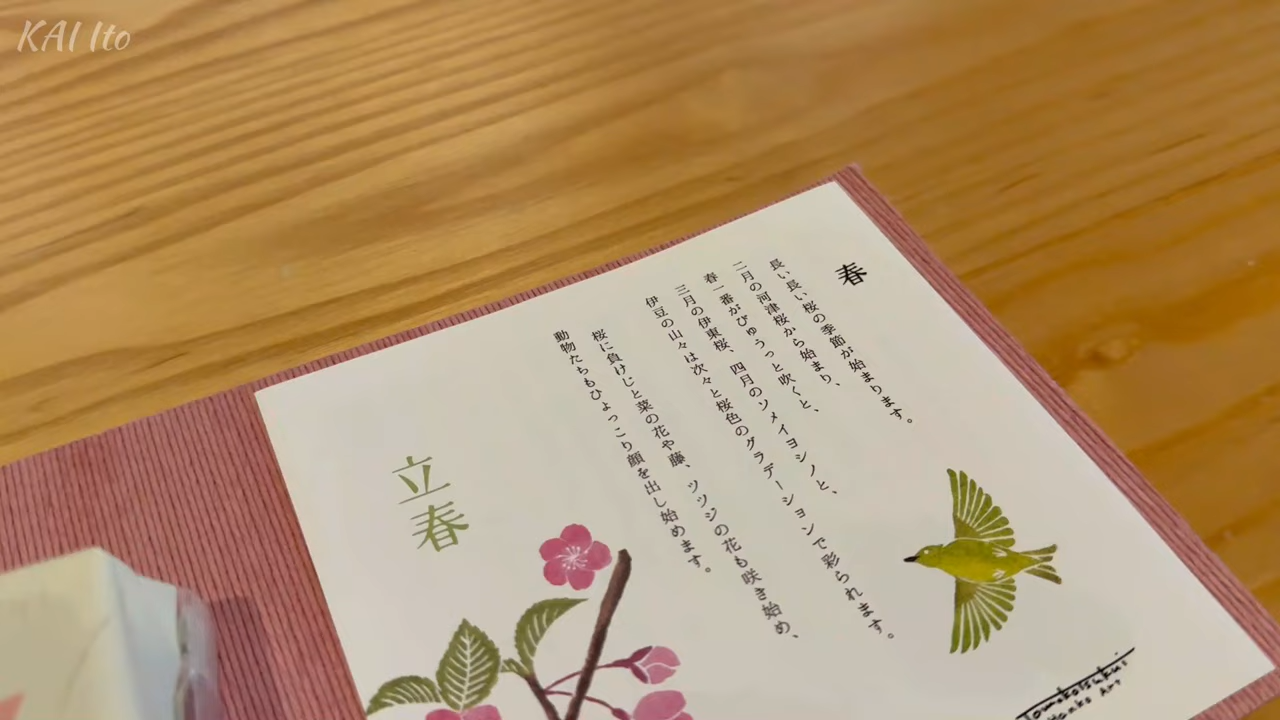 KAI Ito
春
長い長い桜の季節が始まります。
二月の河津桜から始まり、
春一番がぴゅうっと吹くと、
三月の伊東桜、四月のソメイヨシノと、
伊豆の山々は次々と桜色のグラデーションで彩られます。
桜に負けじと菜の花や藤、ツツジの花も咲き始め、
動物たちもひょっこり顔を出し始めます。
立春